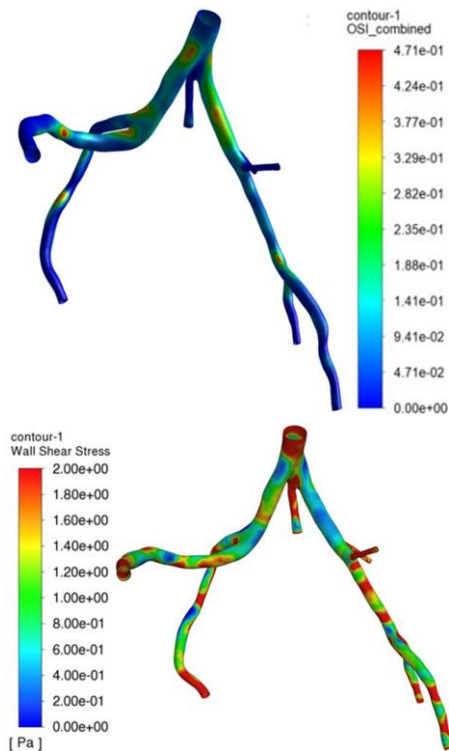 contour-1
OSI_combined
4.71e-01
4.24e-01
3.77e-01
3.29e-01
2.82e-01
2.35e-01
1.88e-01
1.41e-01
9.41e-02
4.71e-02
0.00e+00
contour-1
Wall Shear Stress
2.00e+00
1.80e+00
1.60e+00
1.40e+00
1.20e+00
1.00e+00
8.00e-01
6.00e-01
4.00e-01
2.00e-01
0.00e+00
[ Pa ]